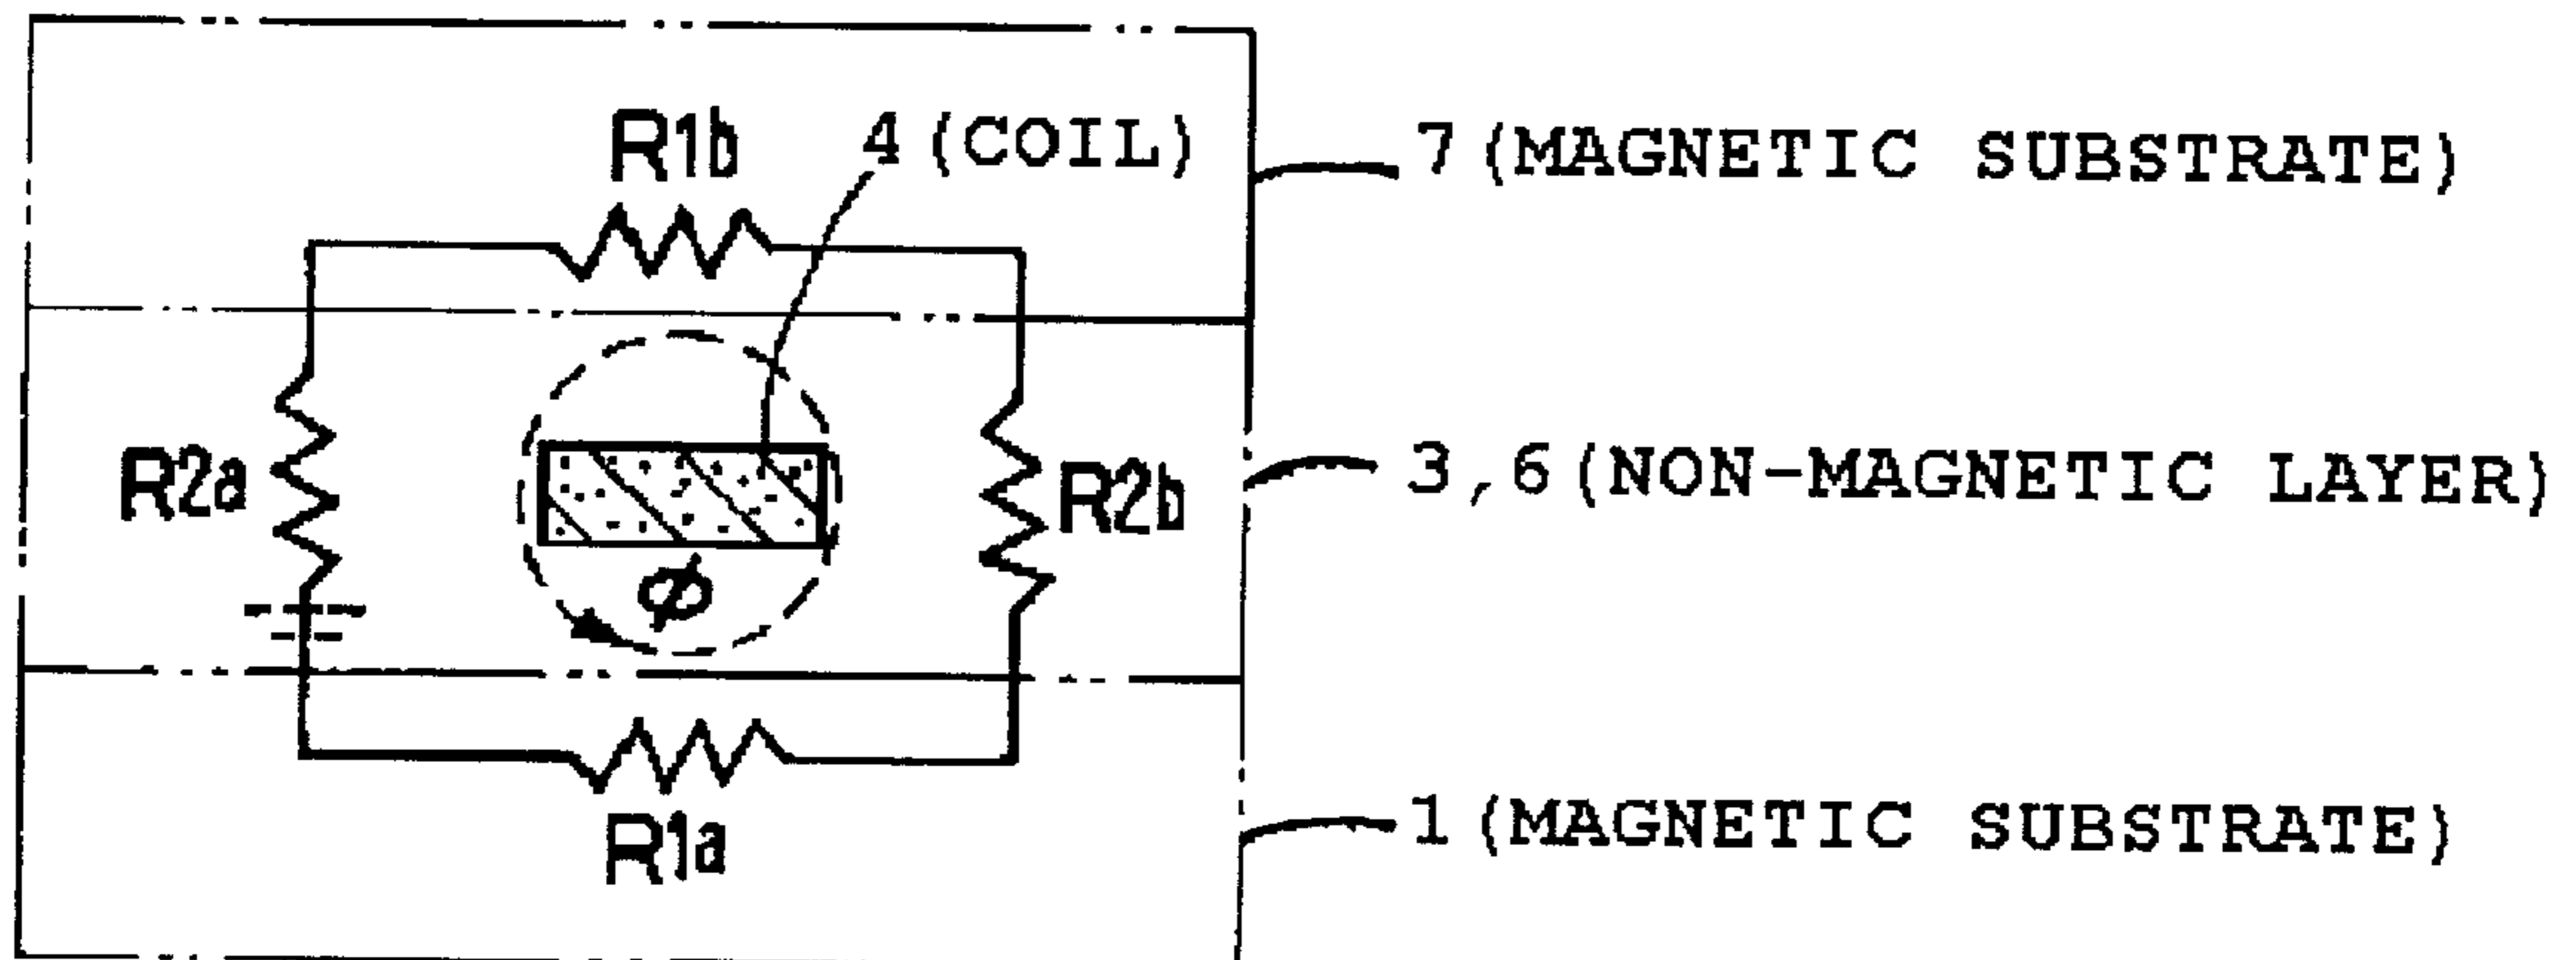 R1b
4 (COIL)
7 (MAGNETIC SUBSTRATE)
R2a
R2b
3,6 (NON-MAGNETIC LAYER)
ϕ
R1a
1 (MAGNETIC SUBSTRATE)